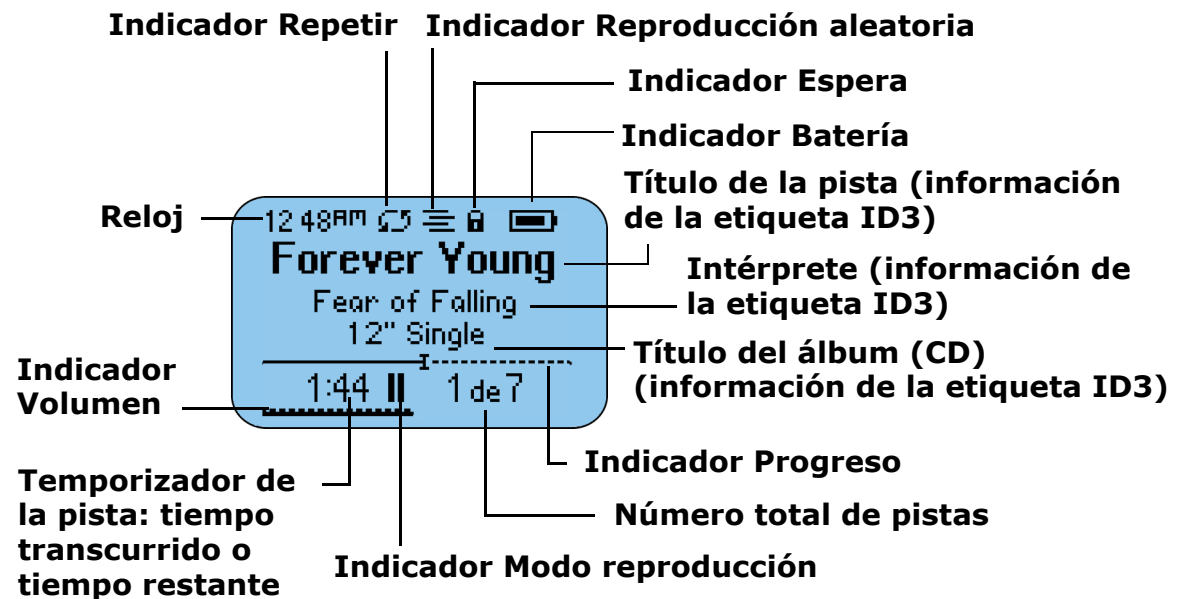 Indicador Repetir
Indicador Reproducción aleatoria
Indicador Espera
Indicador Batería
Título de la pista (información
de la etiqueta ID3)
Reloj
12 48AM
Forever Young
Intérprete (información de
la etiqueta ID3)
Fear of Falling
12" Single
Título del álbum (CD)
(información de la etiqueta ID3)
Indicador
Volumen
1:44
1 de 7
Indicador Progreso
Temporizador de
la pista: tiempo
transcurrido o
tiempo restante
Número total de pistas
Indicador Modo reproducción